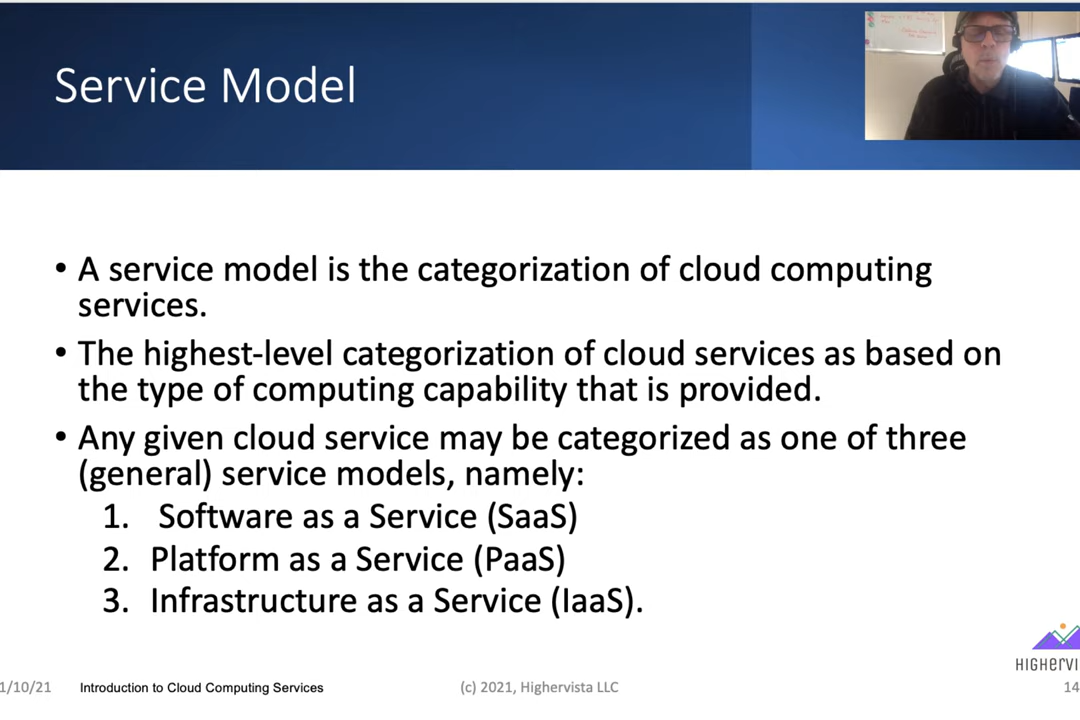 Service Model
• A service model is the categorization of cloud computing
services.
• The highest-level categorization of cloud services as based on
the type of computing capability that is provided.
• Any given cloud service may be categorized as one of three
(general) service models, namely:
1. Software as a Service (SaaS)
2. Platform as a Service (PaaS)
3. Infrastructure as a Service (IaaS).
HIGHerVI
1/10/21 Introduction to Cloud Computing Services (c) 2021, Highervista LLC 14